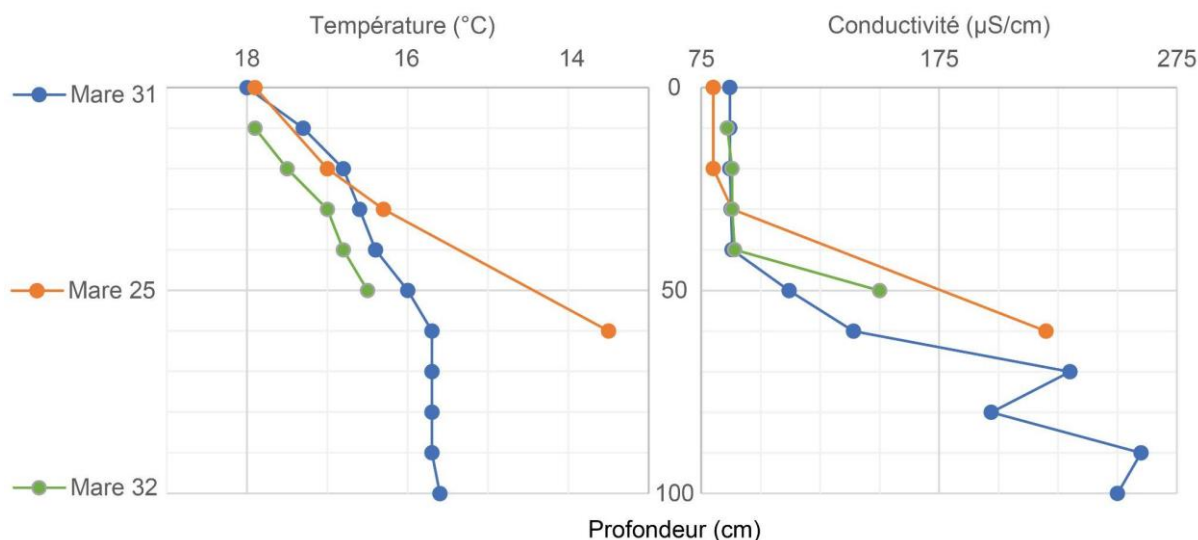 Température (°C) Conductivité (µS/cm)
18 16 14 75 175 275
Mare 31 0
Mare 25 50
Mare 32 100
Profondeur (cm)